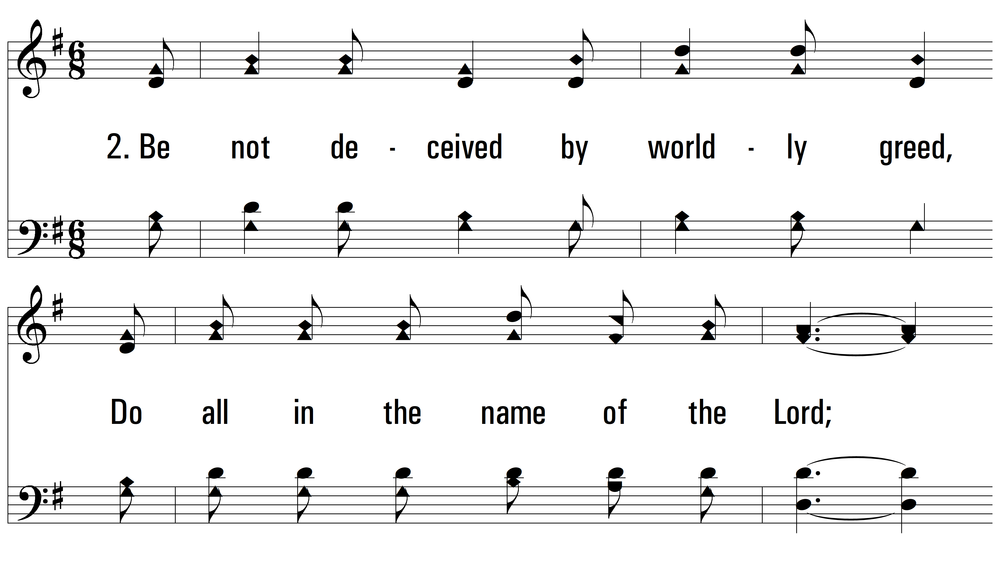 2. Be not de - ceived by world - ly greed,
Do all in the name of the Lord;